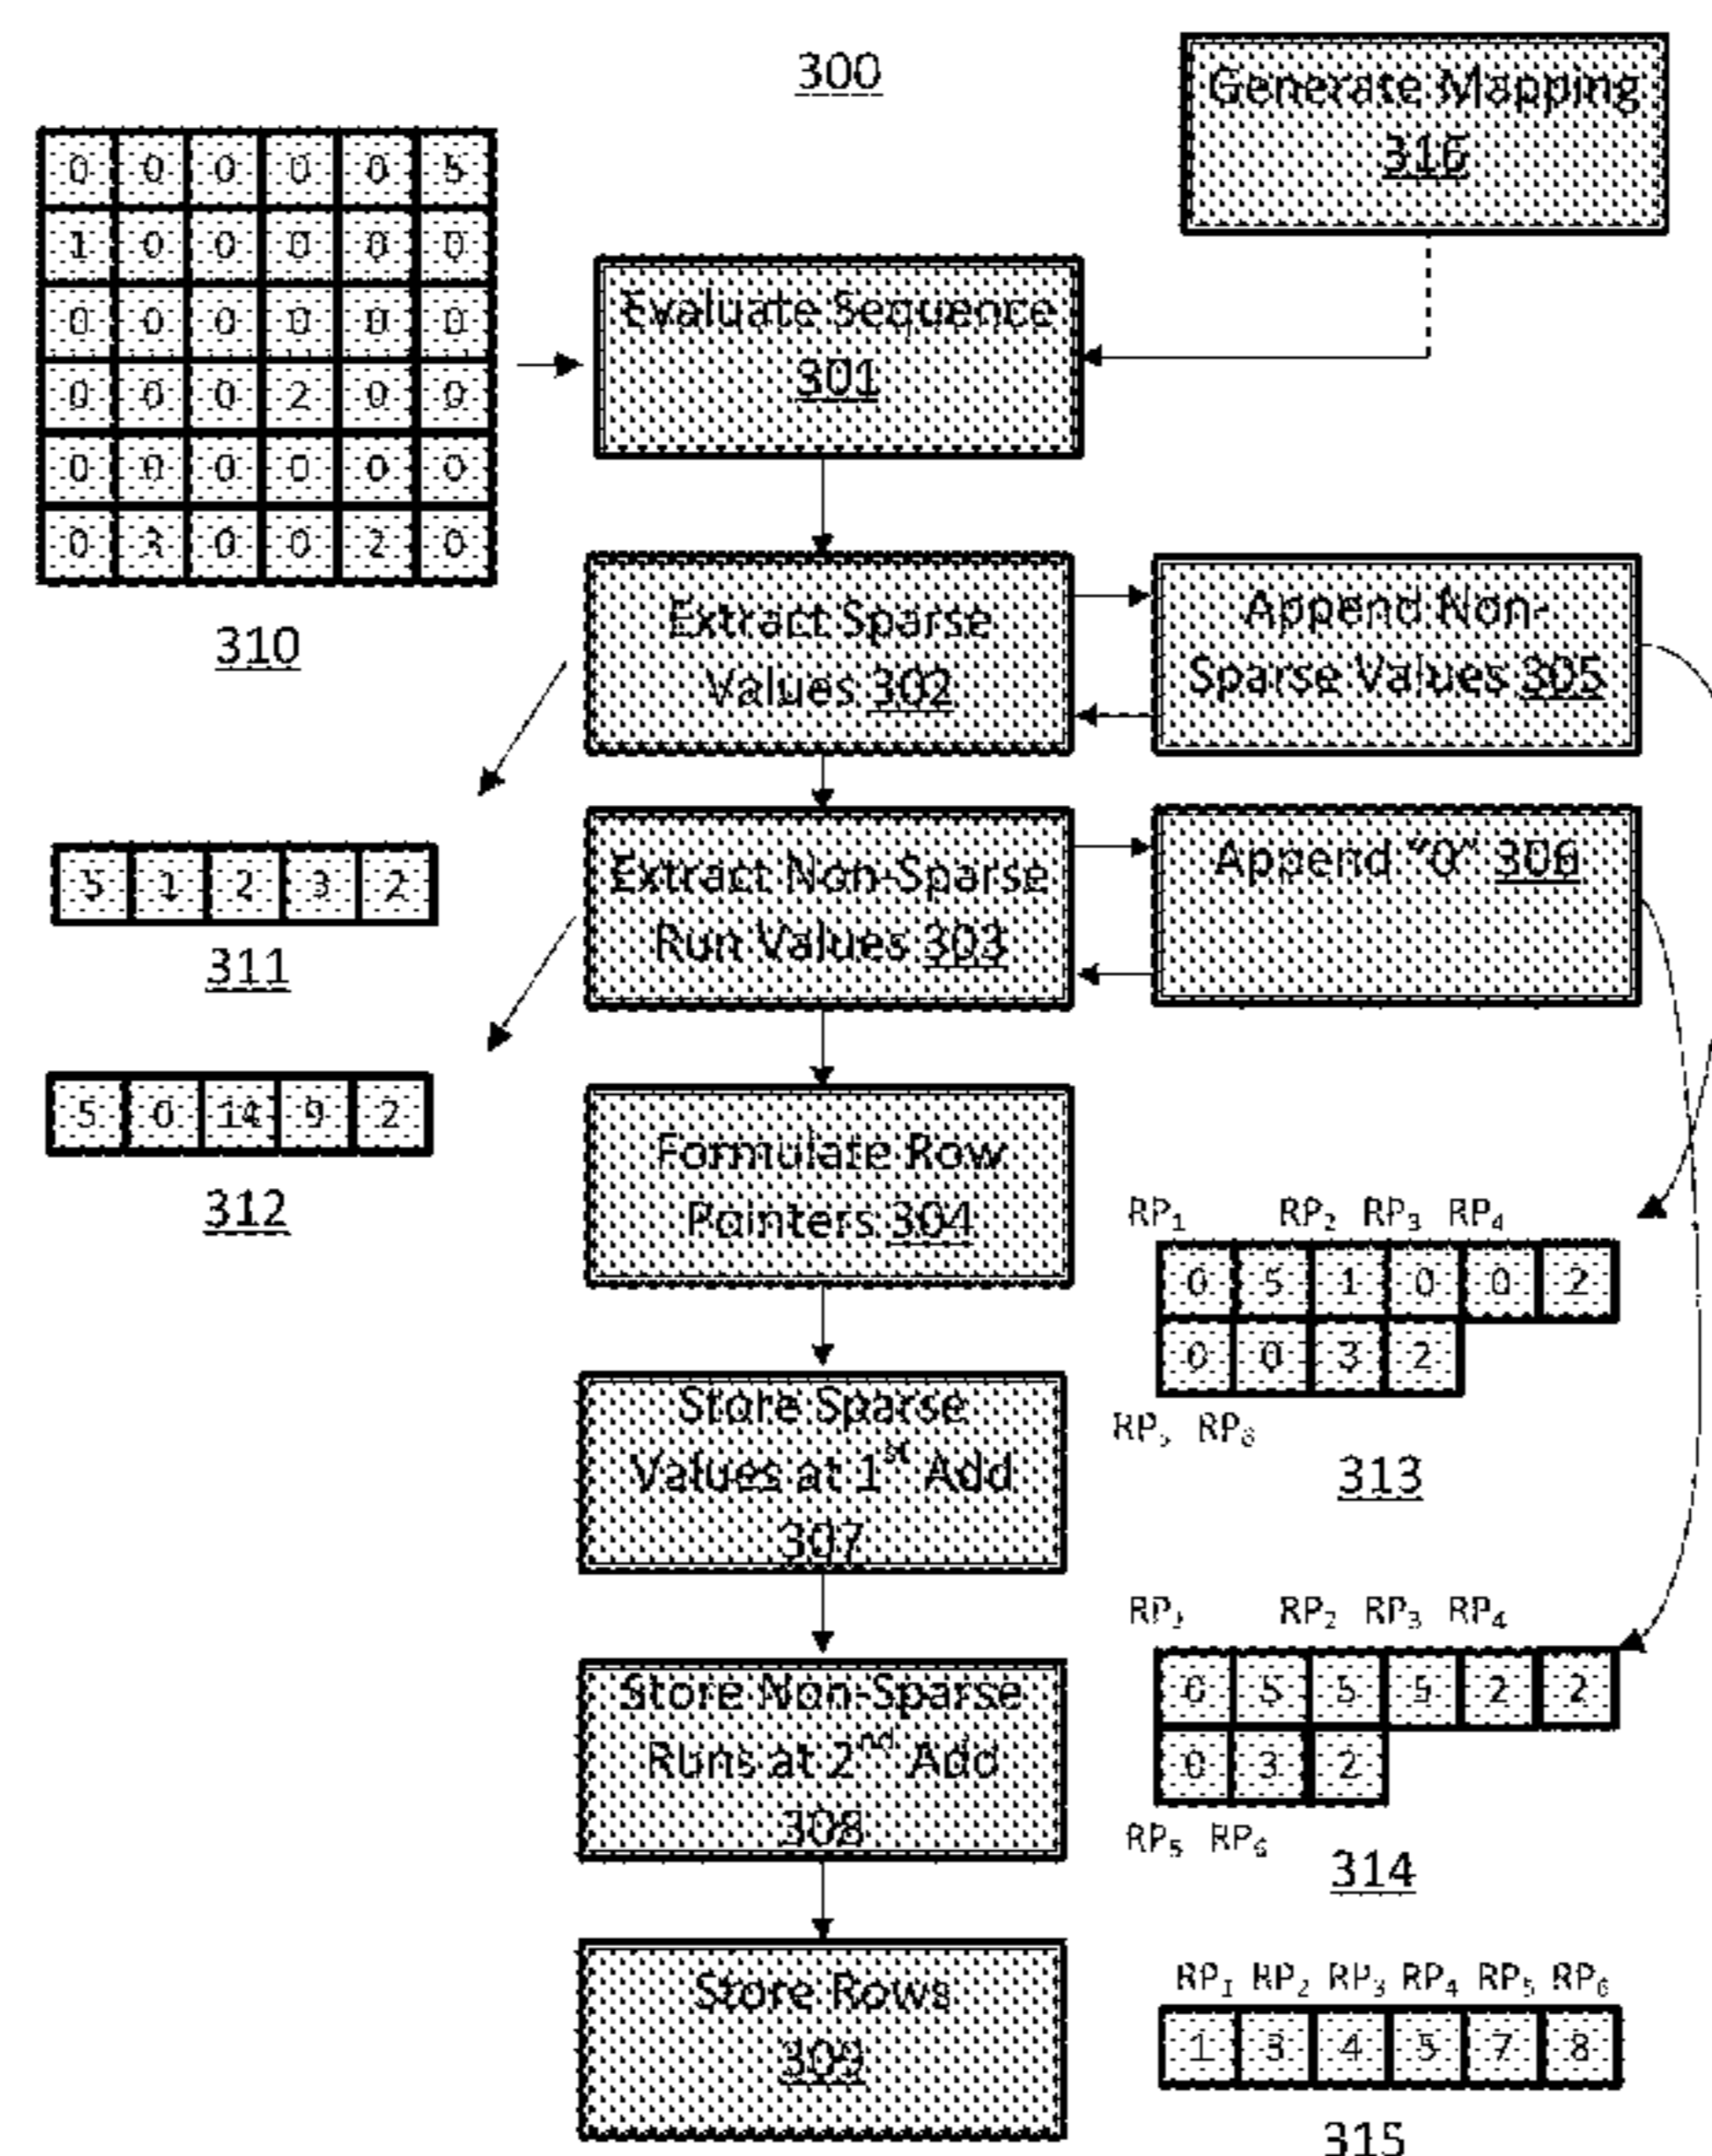 300
Generate Mapping
316
0 0 0 0 0 5
1 0 0 0 0 0
0 0 0 0 0 0
0 0 0 2 0 0
0 0 0 0 0 0
0 3 0 0 2 0
310
Evaluate Sequence
301
Extract Sparse
Values 302
Append Non-
Sparse Values 305
5 1 2 3 2
311
Extract Non-Sparse
Run Values 303
Append "0" 306
5 0 14 9 2
312
Formulate Row
Pointers 304
RP1 RP2 RP3 RP4
0 5 1 0 0 2
0 0 3 2
RP5 RP6
313
Store Sparse
Values at 1st Add
307
RP1 RP2 RP3 RP4
0 5 5 5 2 2
0 3 2
RP5 RP6
314
Store Non-Sparse
Runs at 2nd Add
308
Store Rows
309
RP1 RP2 RP3 RP4 RP5 RP6
1 3 4 5 7 8
315